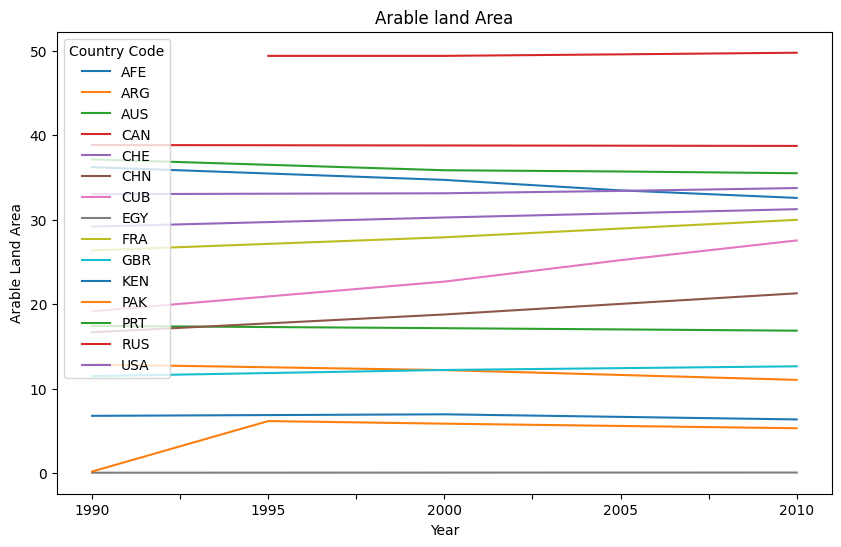 Arable land Area
Arable Land Area
50
40
30
20
10
0
Country Code
AFE
ARG
AUS
CAN
CHE
CHN
CUB
EGY
FRA
GBR
KEN
PAK
PRT
RUS
USA
1990 1995 2000 2005 2010
Year